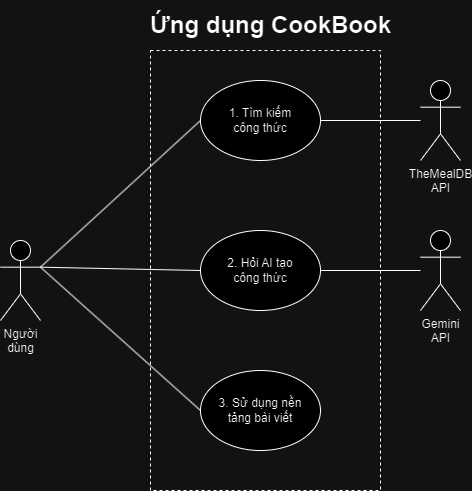 Ứng dụng CookBook
1. Tìm kiếm
công thức
TheMealDB
API
2. Hỏi AI tạo
công thức
Người
dùng
Gemini
API
3. Sử dụng nền
tảng bài viết